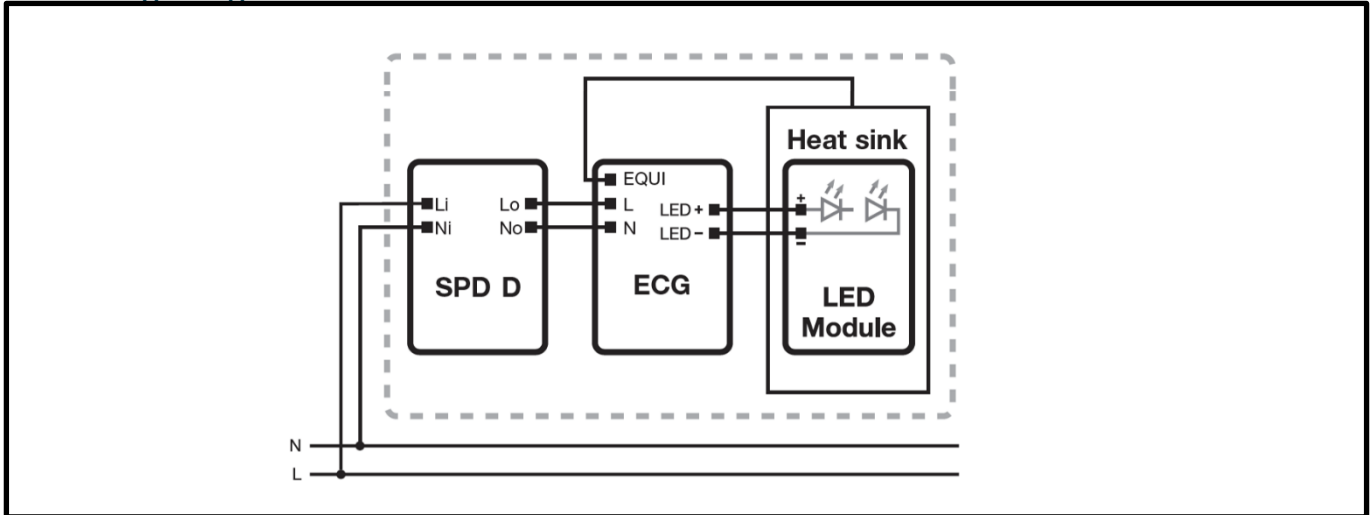 Heat sink
EQUI
Li
Lo
L
LED +
+
Ni
No
N
LED -
-
SPD D
ECG
LED
Module
N
L